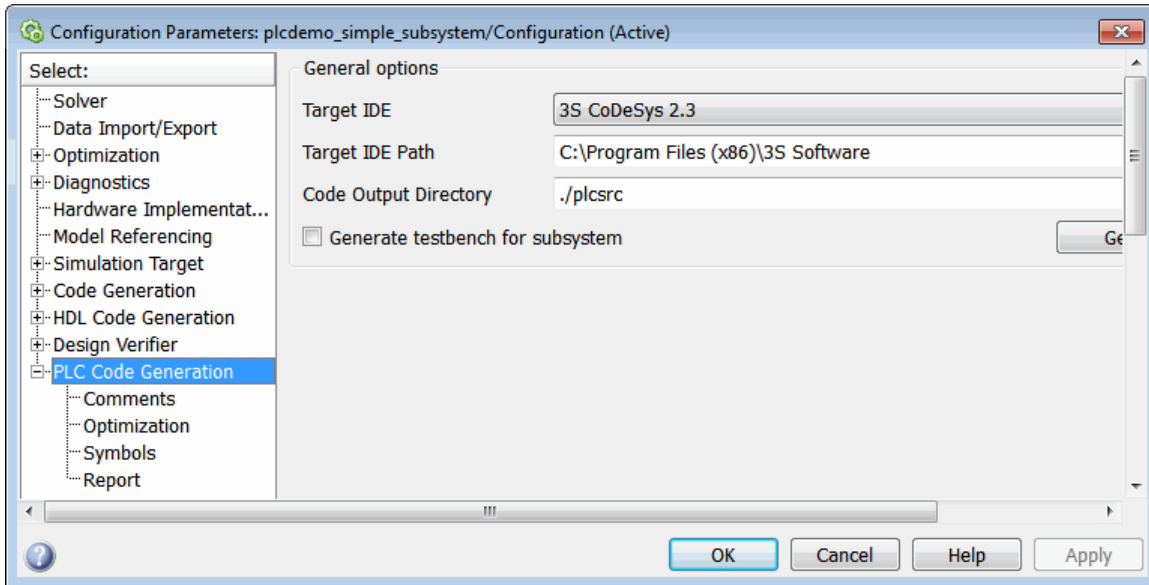 Configuration Parameters: plcdemo_simple_subsystem/Configuration (Active)
Select:
Solver
Data Import/Export
Optimization
Diagnostics
Hardware Implementat...
Model Referencing
Simulation Target
Code Generation
HDL Code Generation
Design Verifier
PLC Code Generation
Comments
Optimization
Symbols
Report
General options
Target IDE
3S CoDeSys 2.3
Target IDE Path
C:\Program Files (x86)\3S Software
Code Output Directory
./plcsrc
Generate testbench for subsystem
Ge
OK
Cancel
Help
Apply